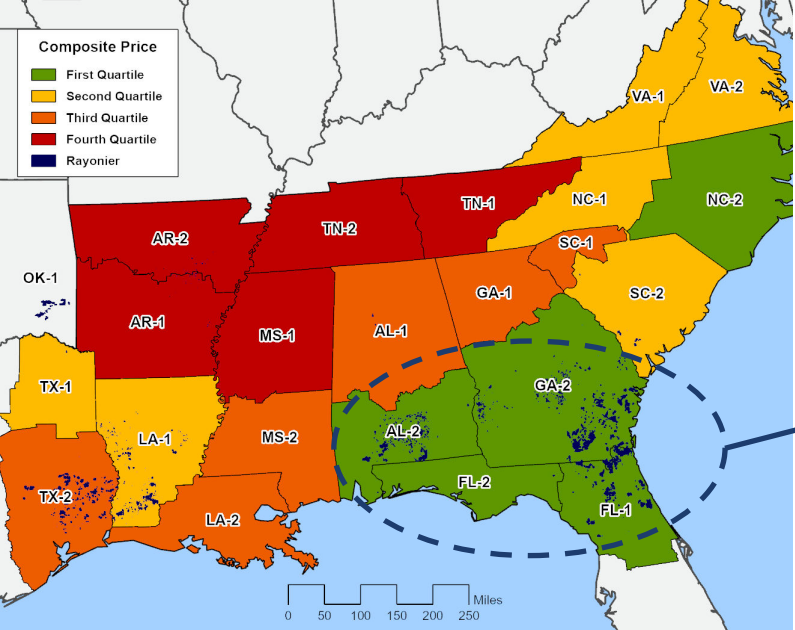 Composite Price
First Quartile
Second Quartile
Third Quartile
Fourth Quartile
Rayonier
VA-1
VA-2
TN-1
NC-1
NC-2
TN-2
AR-2
SC-1
OK-1
GA-1
SC-2
AR-1
MS-1
AL-1
TX-1
GA-2
LA-1
MS-2
AL-2
TX-2
FL-2
LA-2
FL-1
Miles
0 50 100 150 200 250